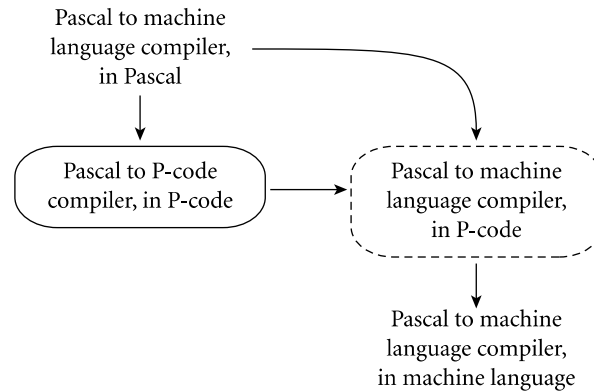 Pascal to machine
language compiler,
in Pascal
Pascal to P-code
compiler, in P-code
Pascal to machine
language compiler,
in P-code
Pascal to machine
language compiler,
in machine language